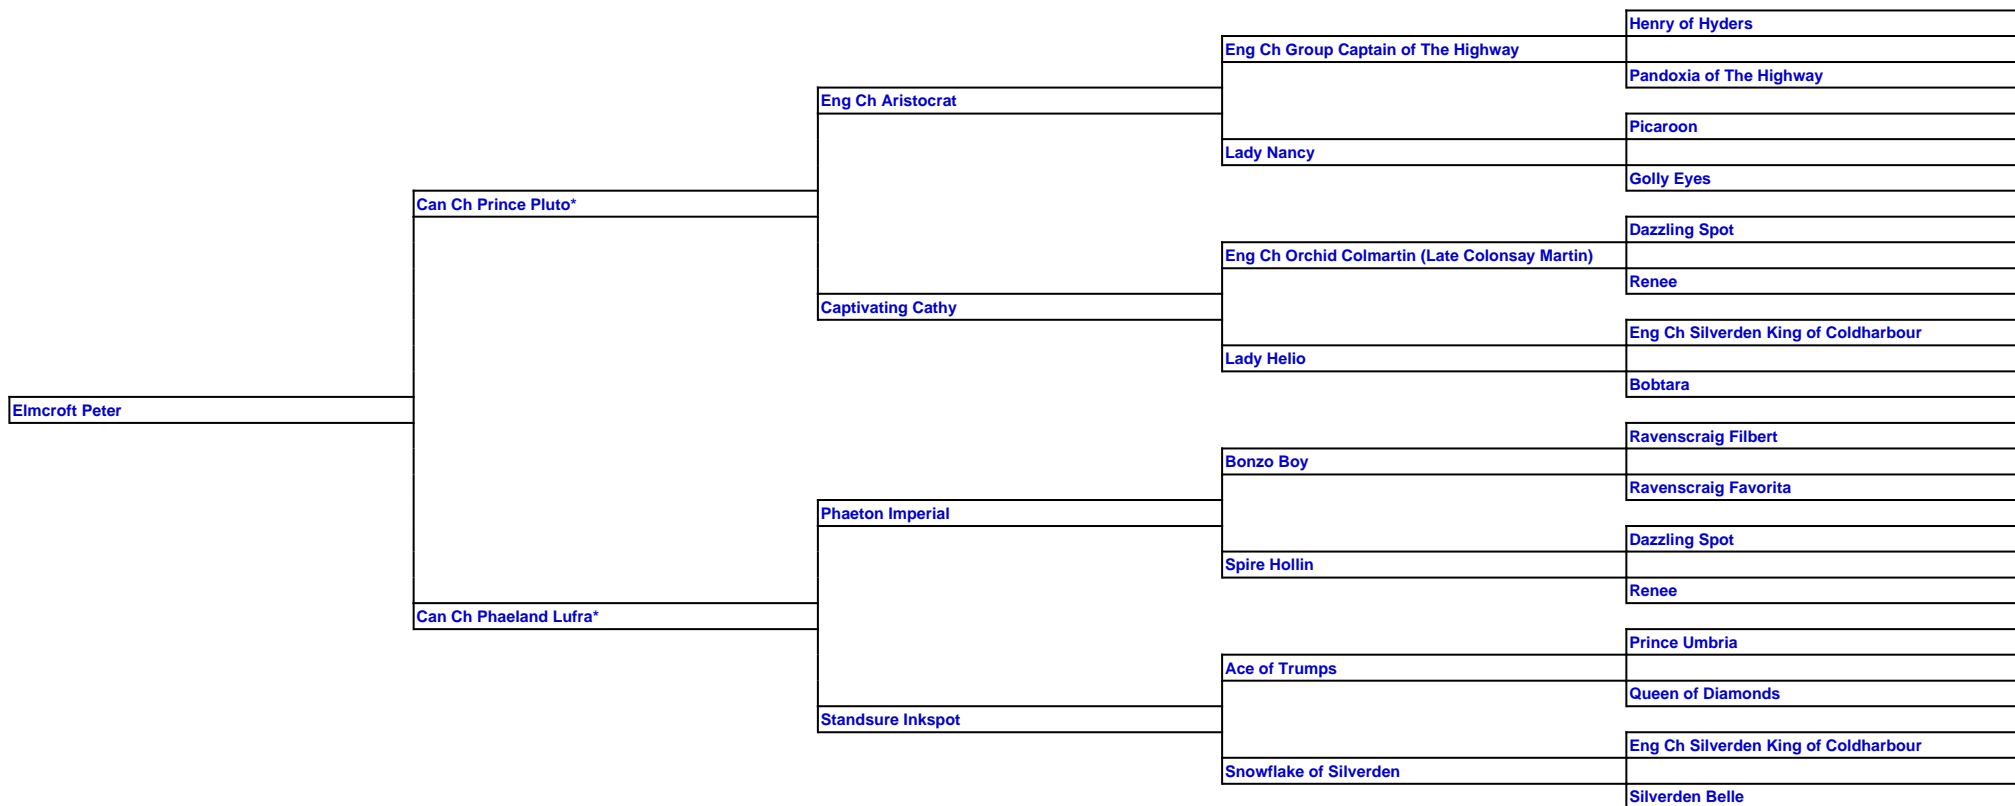 Henry of Hyders
Eng Ch Group Captain of The Highway
Pandoxia of The Highway
Eng Ch Aristocrat
Picaroon
Lady Nancy
Golly Eyes
Can Ch Prince Pluto*
Dazzling Spot
Eng Ch Orchid Colmartin (Late Colonsay Martin)
Renee
Captivating Cathy
Eng Ch Silverden King of Coldharbour
Lady Helio
Bobtara
Elmcroft Peter
Ravenscraig Filbert
Bonzo Boy
Ravenscraig Favorita
Phaeton Imperial
Dazzling Spot
Spire Hollin
Renee
Can Ch Phaeland Lufra*
Prince Umbria
Ace of Trumps
Queen of Diamonds
Standsure Inkspot
Eng Ch Silverden King of Coldharbour
Snowflake of Silverden
Silverden Belle